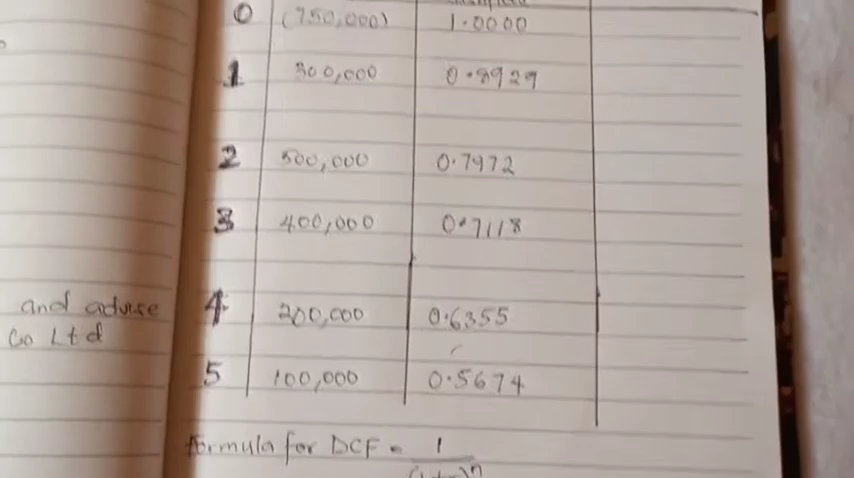 0 (750,000) 1.0000
1 300,000 0.8929
2 500,000 0.7972
3 400,000 0.7118
4 200,000 0.6355
5 100,000 0.5674
and advise
Co Ltd
Formula for DCF = 1